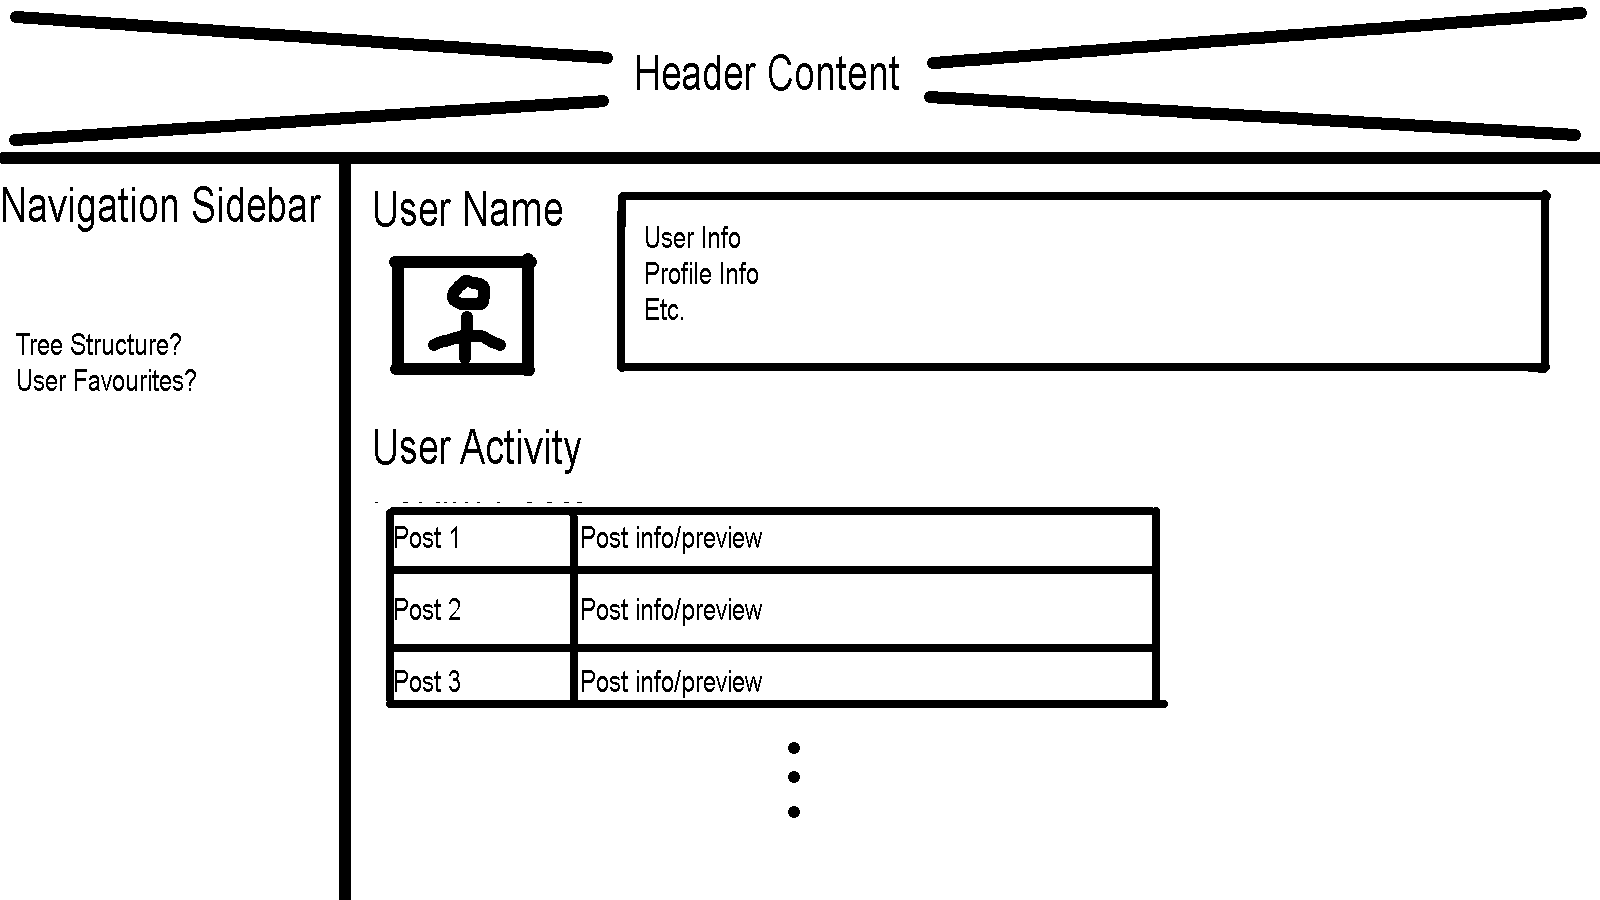 Header Content
Navigation Sidebar
Tree Structure?
User Favourites?
User Name
User Info
Profile Info
Etc.
User Activity
Post 1 Post info/preview
Post 2 Post info/preview
Post 3 Post info/preview